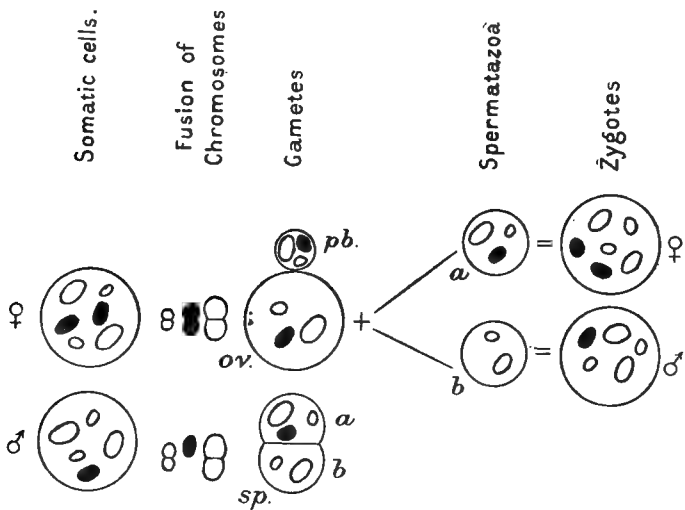 Somatic cells.
Fusion of
Chromosomes
Gametes
Spermatazoa
Zygotes
pb.
a
=
♀
♀
ov.
+
b
=
♂
♂
a
b
sp.